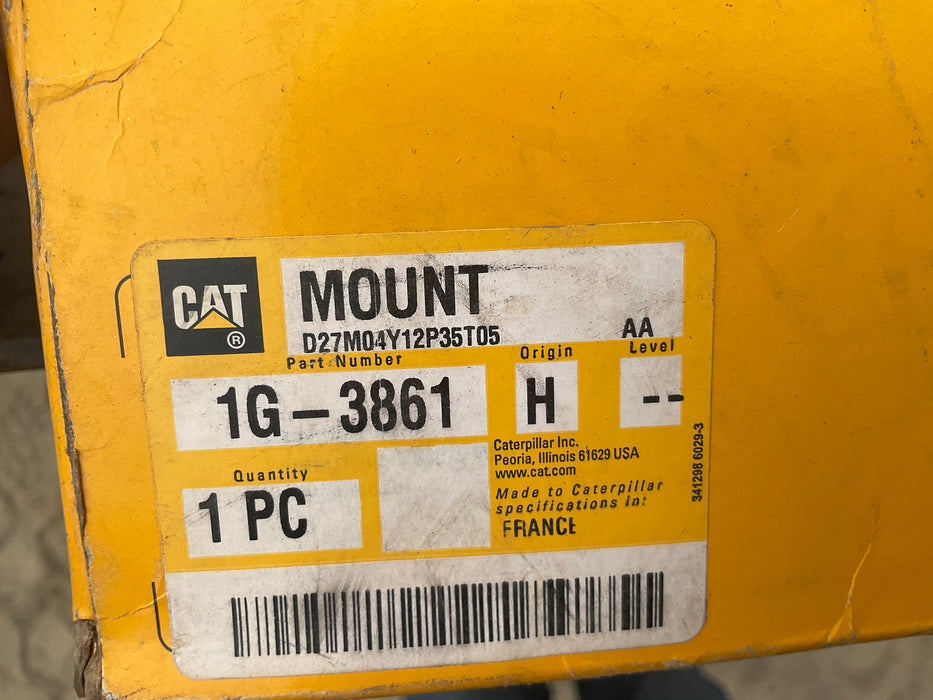 CAT
®
MOUNT
D27M04Y12P35T05
AA
Part Number
Origin
Level
1G-3861
H
--
Quantity
1 PC
Caterpillar Inc.
Peoria, Illinois 61629 USA
www.cat.com
Made to Caterpillar
specifications in:
FRANCE
341298 6029-3